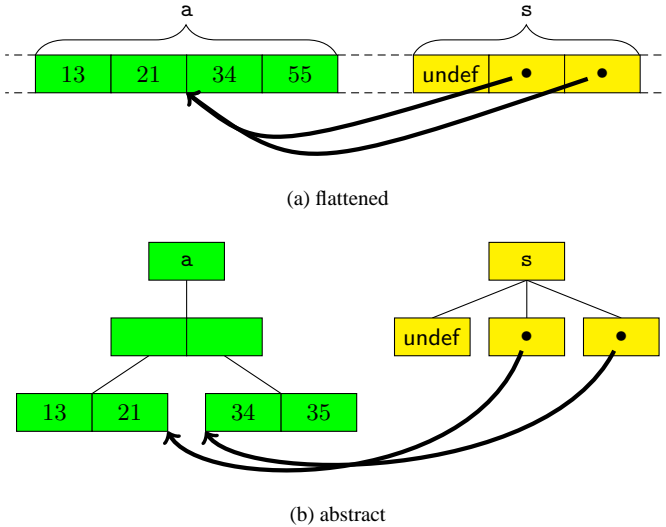 a s
13 21 34 55 undef
(a) flattened
a s
undef
13 21 34 35
(b) abstract